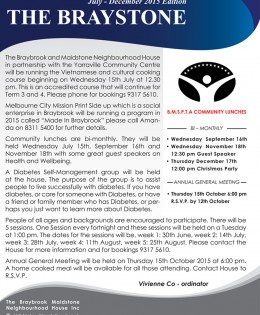 July - December 2015 Edition
THE BRAYSTONE
The Braybrook and Maidstone Neighbourhood House
in partnership with the Yarraville Community Centre
will be running the Vietnamese and cultural cooking
course beginning on Wednesday 15th July at 12.30
pm. This is an accredited course that will continue for
Term 3 and 4. Please phone for bookings 9317 5610.
Melbourne City Mission Print Side up which is a social
enterprise in Braybrook will be running a program in
2015 called "Made in Braybrook" please call Aman-
da on 8311 5400 for further details.
Community lunches are bi-monthly. They will be
held Wednesday July 15th, September 16th and
November 18th with some great guest speakers on
Health and Wellbeing.
A Diabetes Self-Management group will be held
at the house. The purpose of the group is to assist
people to live successfully with diabetes. If you have
diabetes, or care for someone with Diabetes, or have
a friend or family member who has Diabetes, or per-
haps you just want to learn more about Diabetes.
People of all ages and backgrounds are encouraged to participate. There will be
5 sessions. One Session every fortnight and these sessions will be held on a Tuesday
at 1:00 pm. The dates for the sessions will be, week 1: 30th June, week 2: 14th July,
week 3: 28th July, week 4: 11th August, week 5: 25th August. Please contact the
House for more information and for bookings 9317 5610.
Annual General Meeting will be held on Thursday 15th October 2015 at 6:00 pm.
A home cooked meal will be available for all those attending. Contact House to
R.S.V.P.
Vivienne Co - ordinator
R.M.S.P.T.A COMMUNITY LUNCHES
BI – MONTHLY
• Wednesday September 16th
• Wednesday November 18th
12:30 pm Guest Speaker
• Thursday December 17th
12:00 pm Christmas Party
ANNUAL GENERAL MEETING
• Thursday 15th October 6:00 pm
R.S.V.P. by 12th October
The Braybrook Maidstone
Neighbourhood House Inc